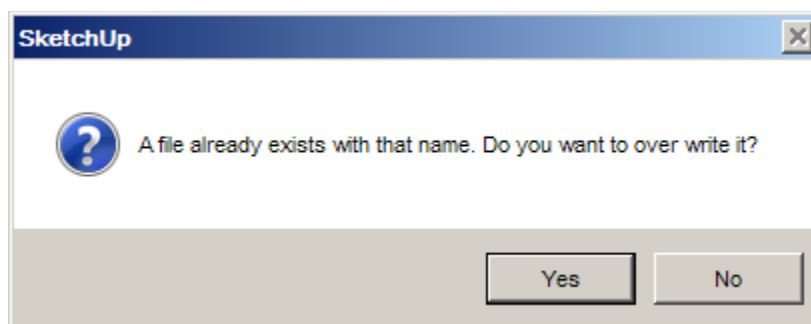 SketchUp
A file already exists with that name. Do you want to over write it?
Yes
No